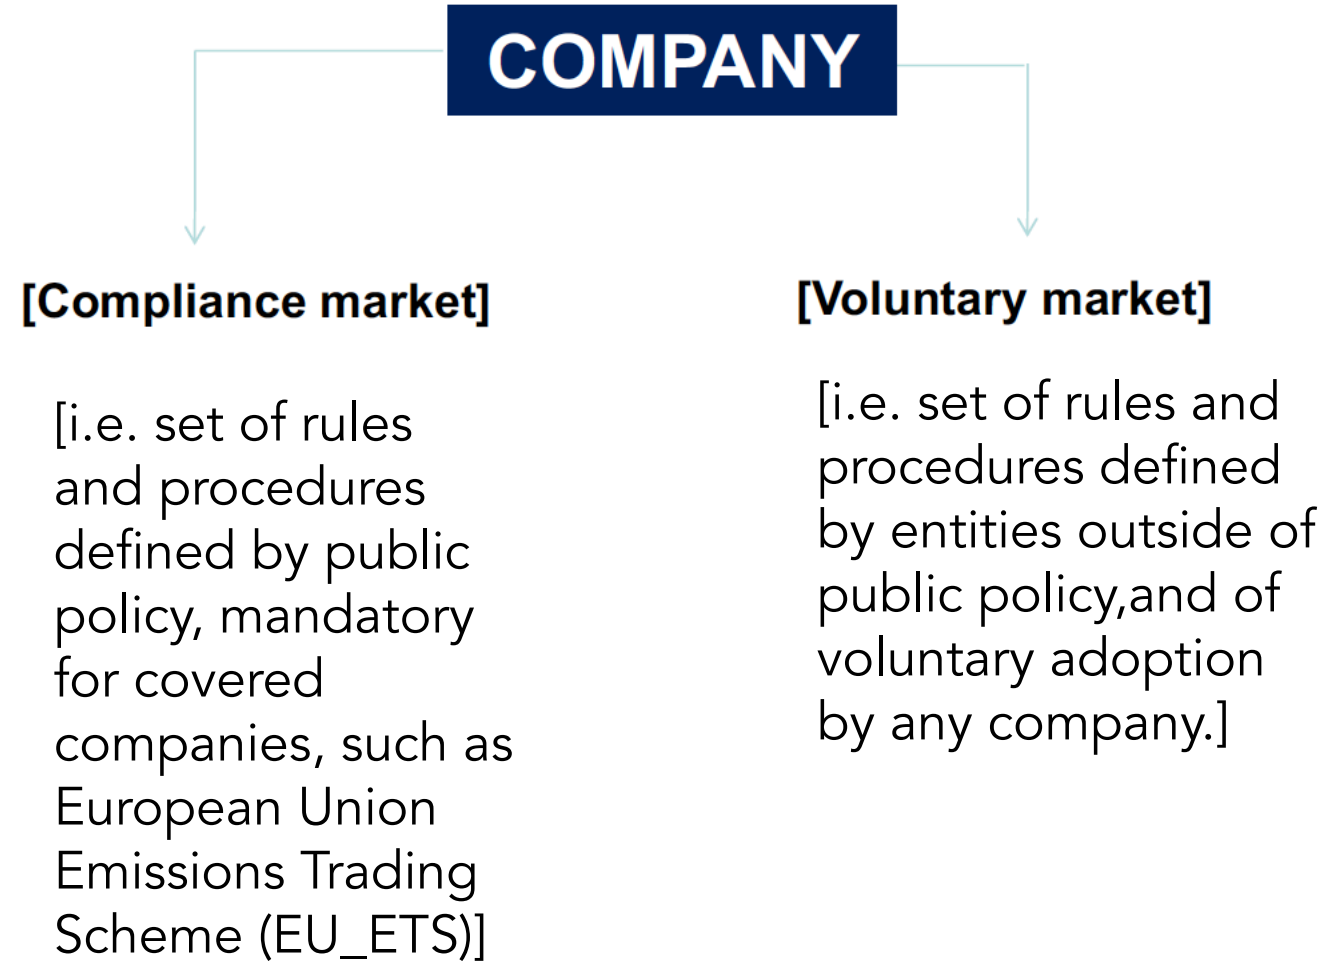 COMPANY
[Compliance market]
[i.e. set of rules
and procedures
defined by public
policy, mandatory
for covered
companies, such as
European Union
Emissions Trading
Scheme (EU_ETS)]
[Voluntary market]
[i.e. set of rules and
procedures defined
by entities outside of
public policy,and of
voluntary adoption
by any company.]